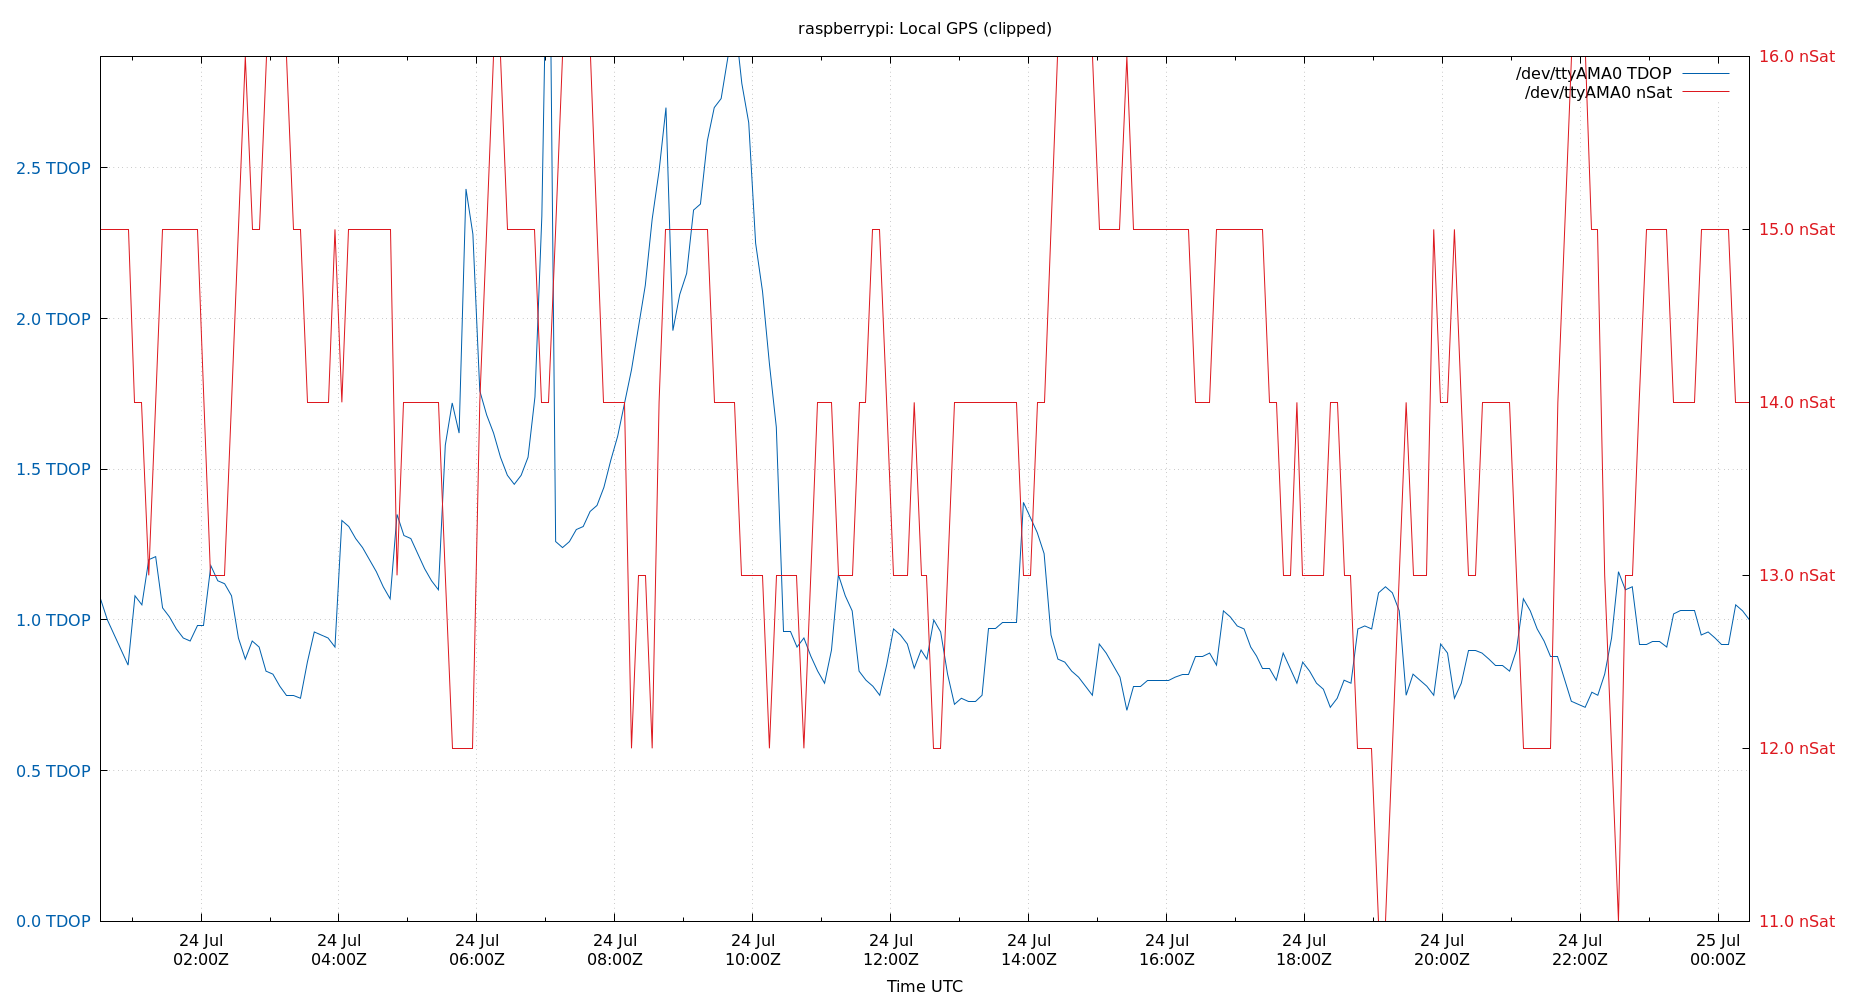 raspberrypi: Local GPS (clipped)
16.0 nSat
/dev/ttyAMA0 TDOP
/dev/ttyAMA0 nSat
2.5 TDOP
15.0 nSat
2.0 TDOP
14.0 nSat
1.5 TDOP
13.0 nSat
1.0 TDOP
12.0 nSat
0.5 TDOP
0.0 TDOP
11.0 nSat
24 Jul
02:00Z
24 Jul
04:00Z
24 Jul
06:00Z
24 Jul
08:00Z
24 Jul
10:00Z
24 Jul
12:00Z
24 Jul
14:00Z
24 Jul
16:00Z
24 Jul
18:00Z
24 Jul
20:00Z
24 Jul
22:00Z
25 Jul
00:00Z
Time UTC